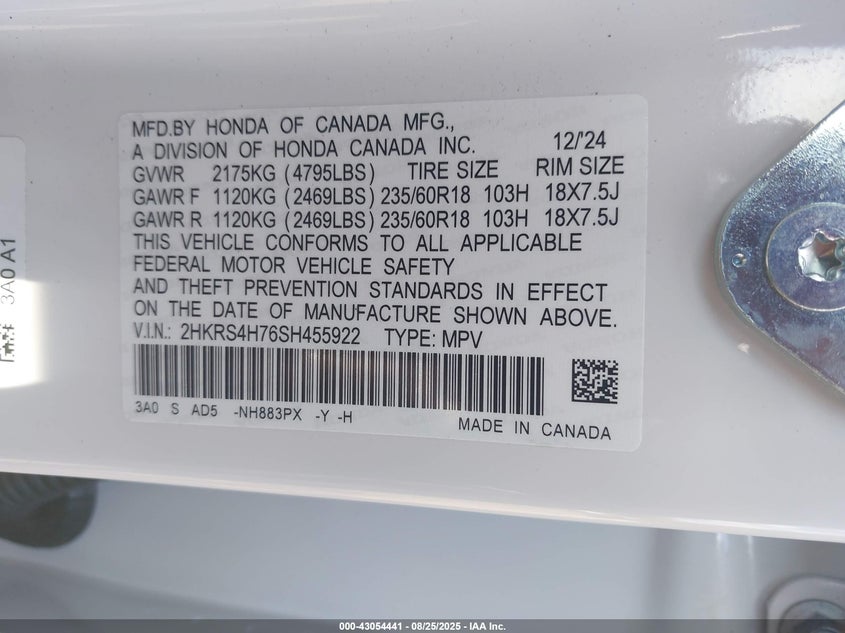 MFD.BY HONDA OF CANADA MFG.,
A DIVISION OF HONDA CANADA INC. 12/'24
GVWR 2175KG (4795LBS) TIRE SIZE RIM SIZE
GAWR F 1120KG (2469LBS) 235/60R18 103H 18X7.5J
GAWR R 1120KG (2469LBS) 235/60R18 103H 18X7.5J
THIS VEHICLE CONFORMS TO ALL APPLICABLE
FEDERAL MOTOR VEHICLE SAFETY
AND THEFT PREVENTION STANDARDS IN EFFECT
ON THE DATE OF MANUFACTURE SHOWN ABOVE.
V.I.N.: 2HKRS4H76SH455922 TYPE: MPV
3A0 S AD5 -NH883PX -Y -H
MADE IN CANADA
3A0 A1
000-43054441 - 08/25/2025 - IAA Inc.